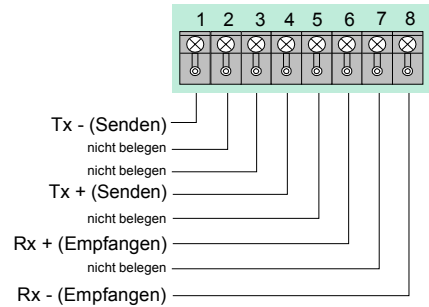 1 2 3 4 5 6 7 8
Tx - (Senden)
nicht belegen
nicht belegen
Tx + (Senden)
nicht belegen
Rx + (Empfangen)
nicht belegen
Rx - (Empfangen)